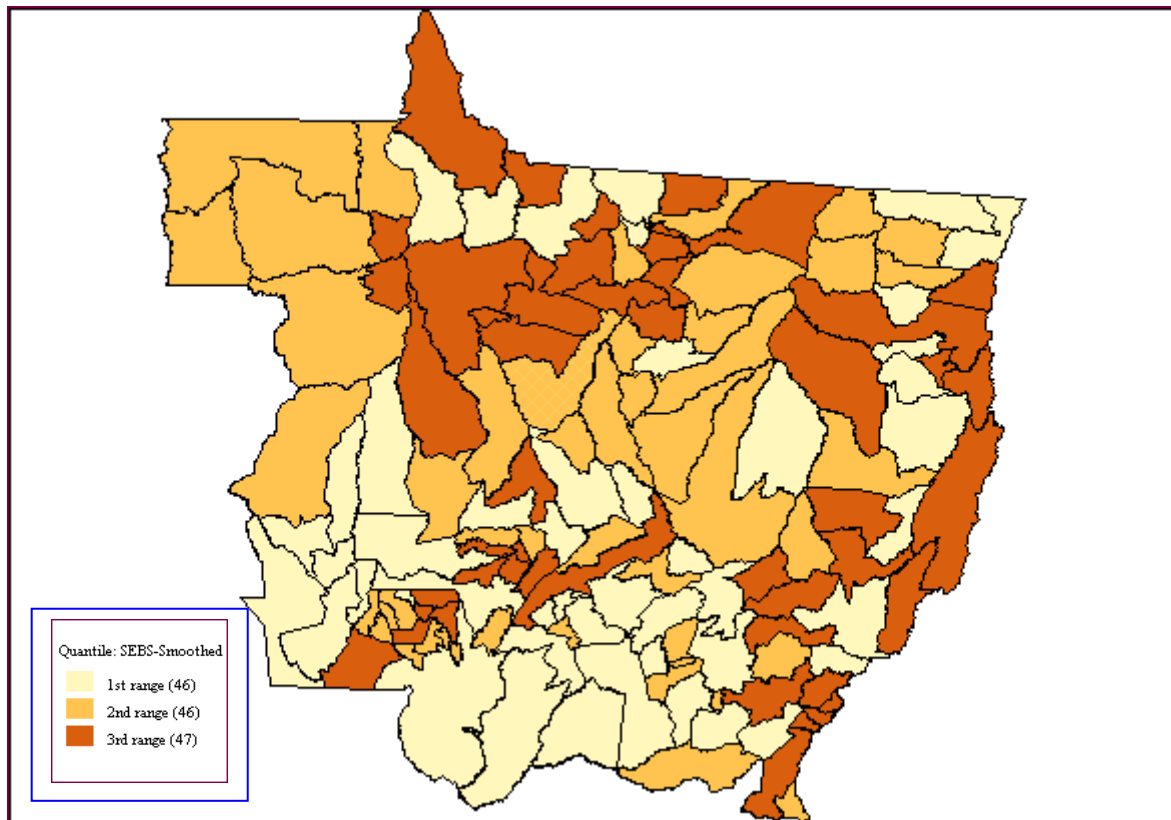 Quantile: SEBS-Smoothed
1st range (46)
2nd range (46)
3rd range (47)